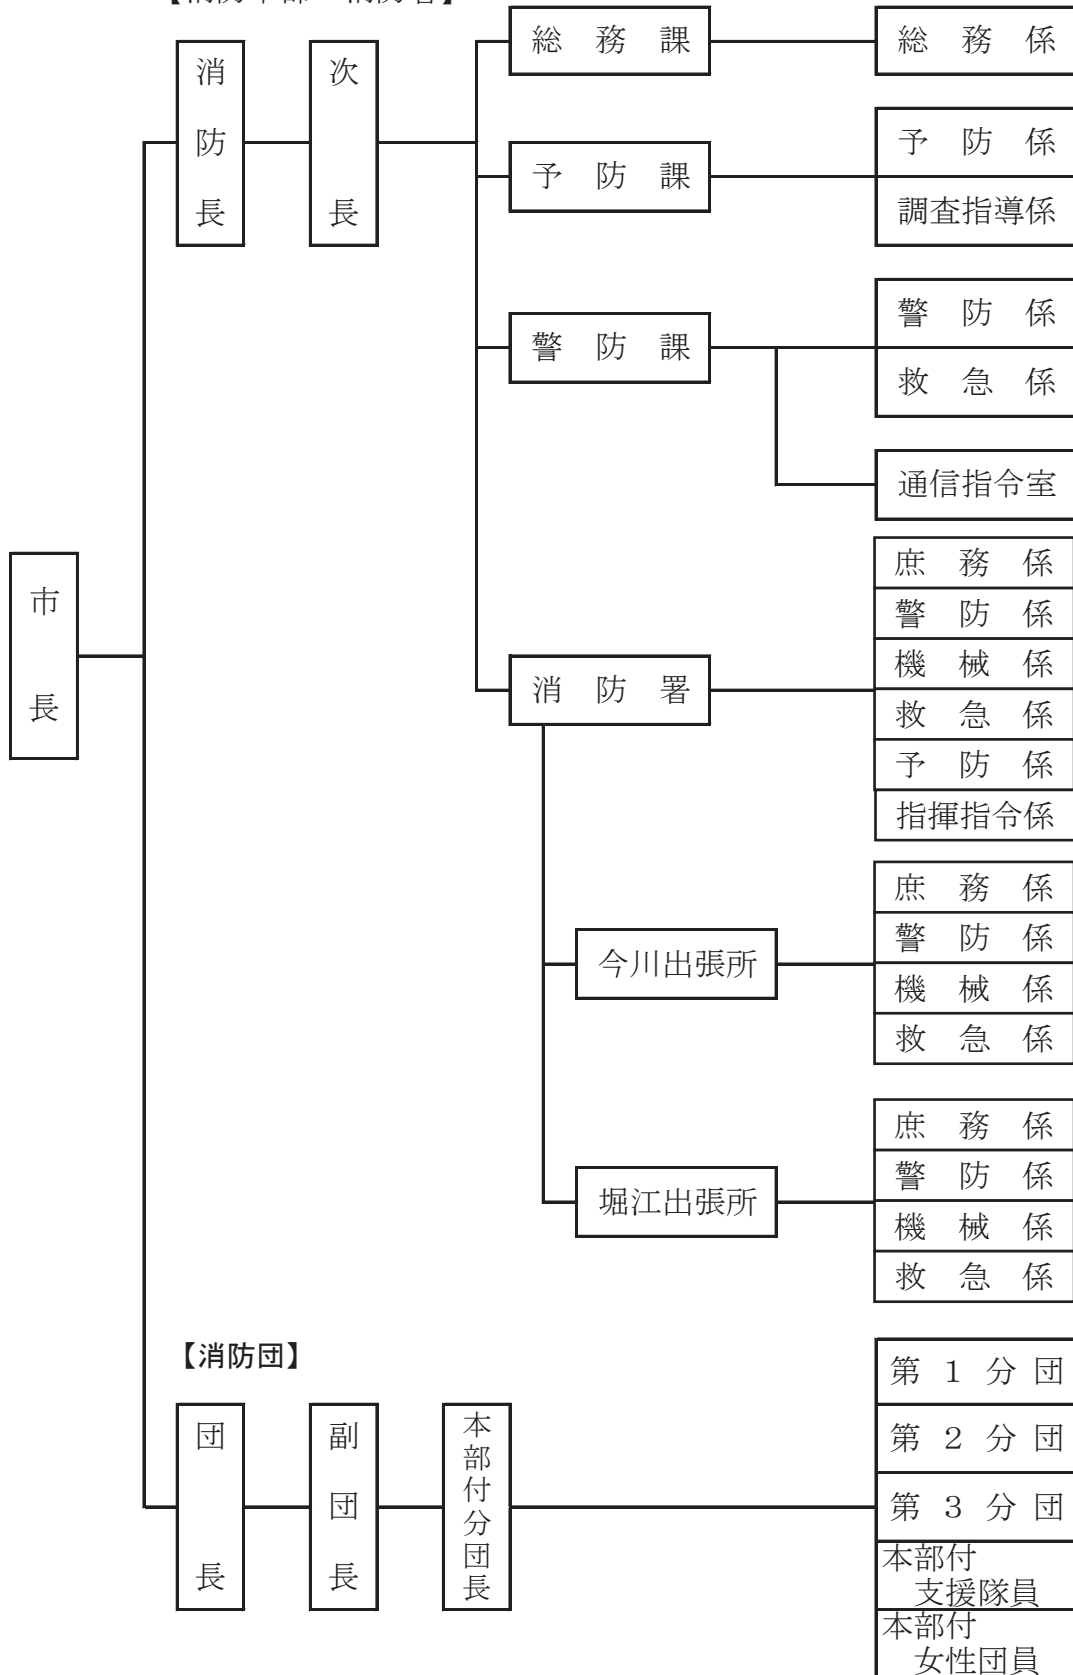 市長
消防長
次長
総務課
総務係
予防課
予防係
調査指導係
警防課
警防係
救急係
通信指令室
消防署
庶務係
警防係
機械係
救急係
予防係
指揮指令係
今川出張所
庶務係
警防係
機械係
救急係
堀江出張所
庶務係
警防係
機械係
救急係
【消防団】
団長
副団長
本部付分団長
第1分団
第2分団
第3分団
本部付
支援隊員
本部付
女性団員